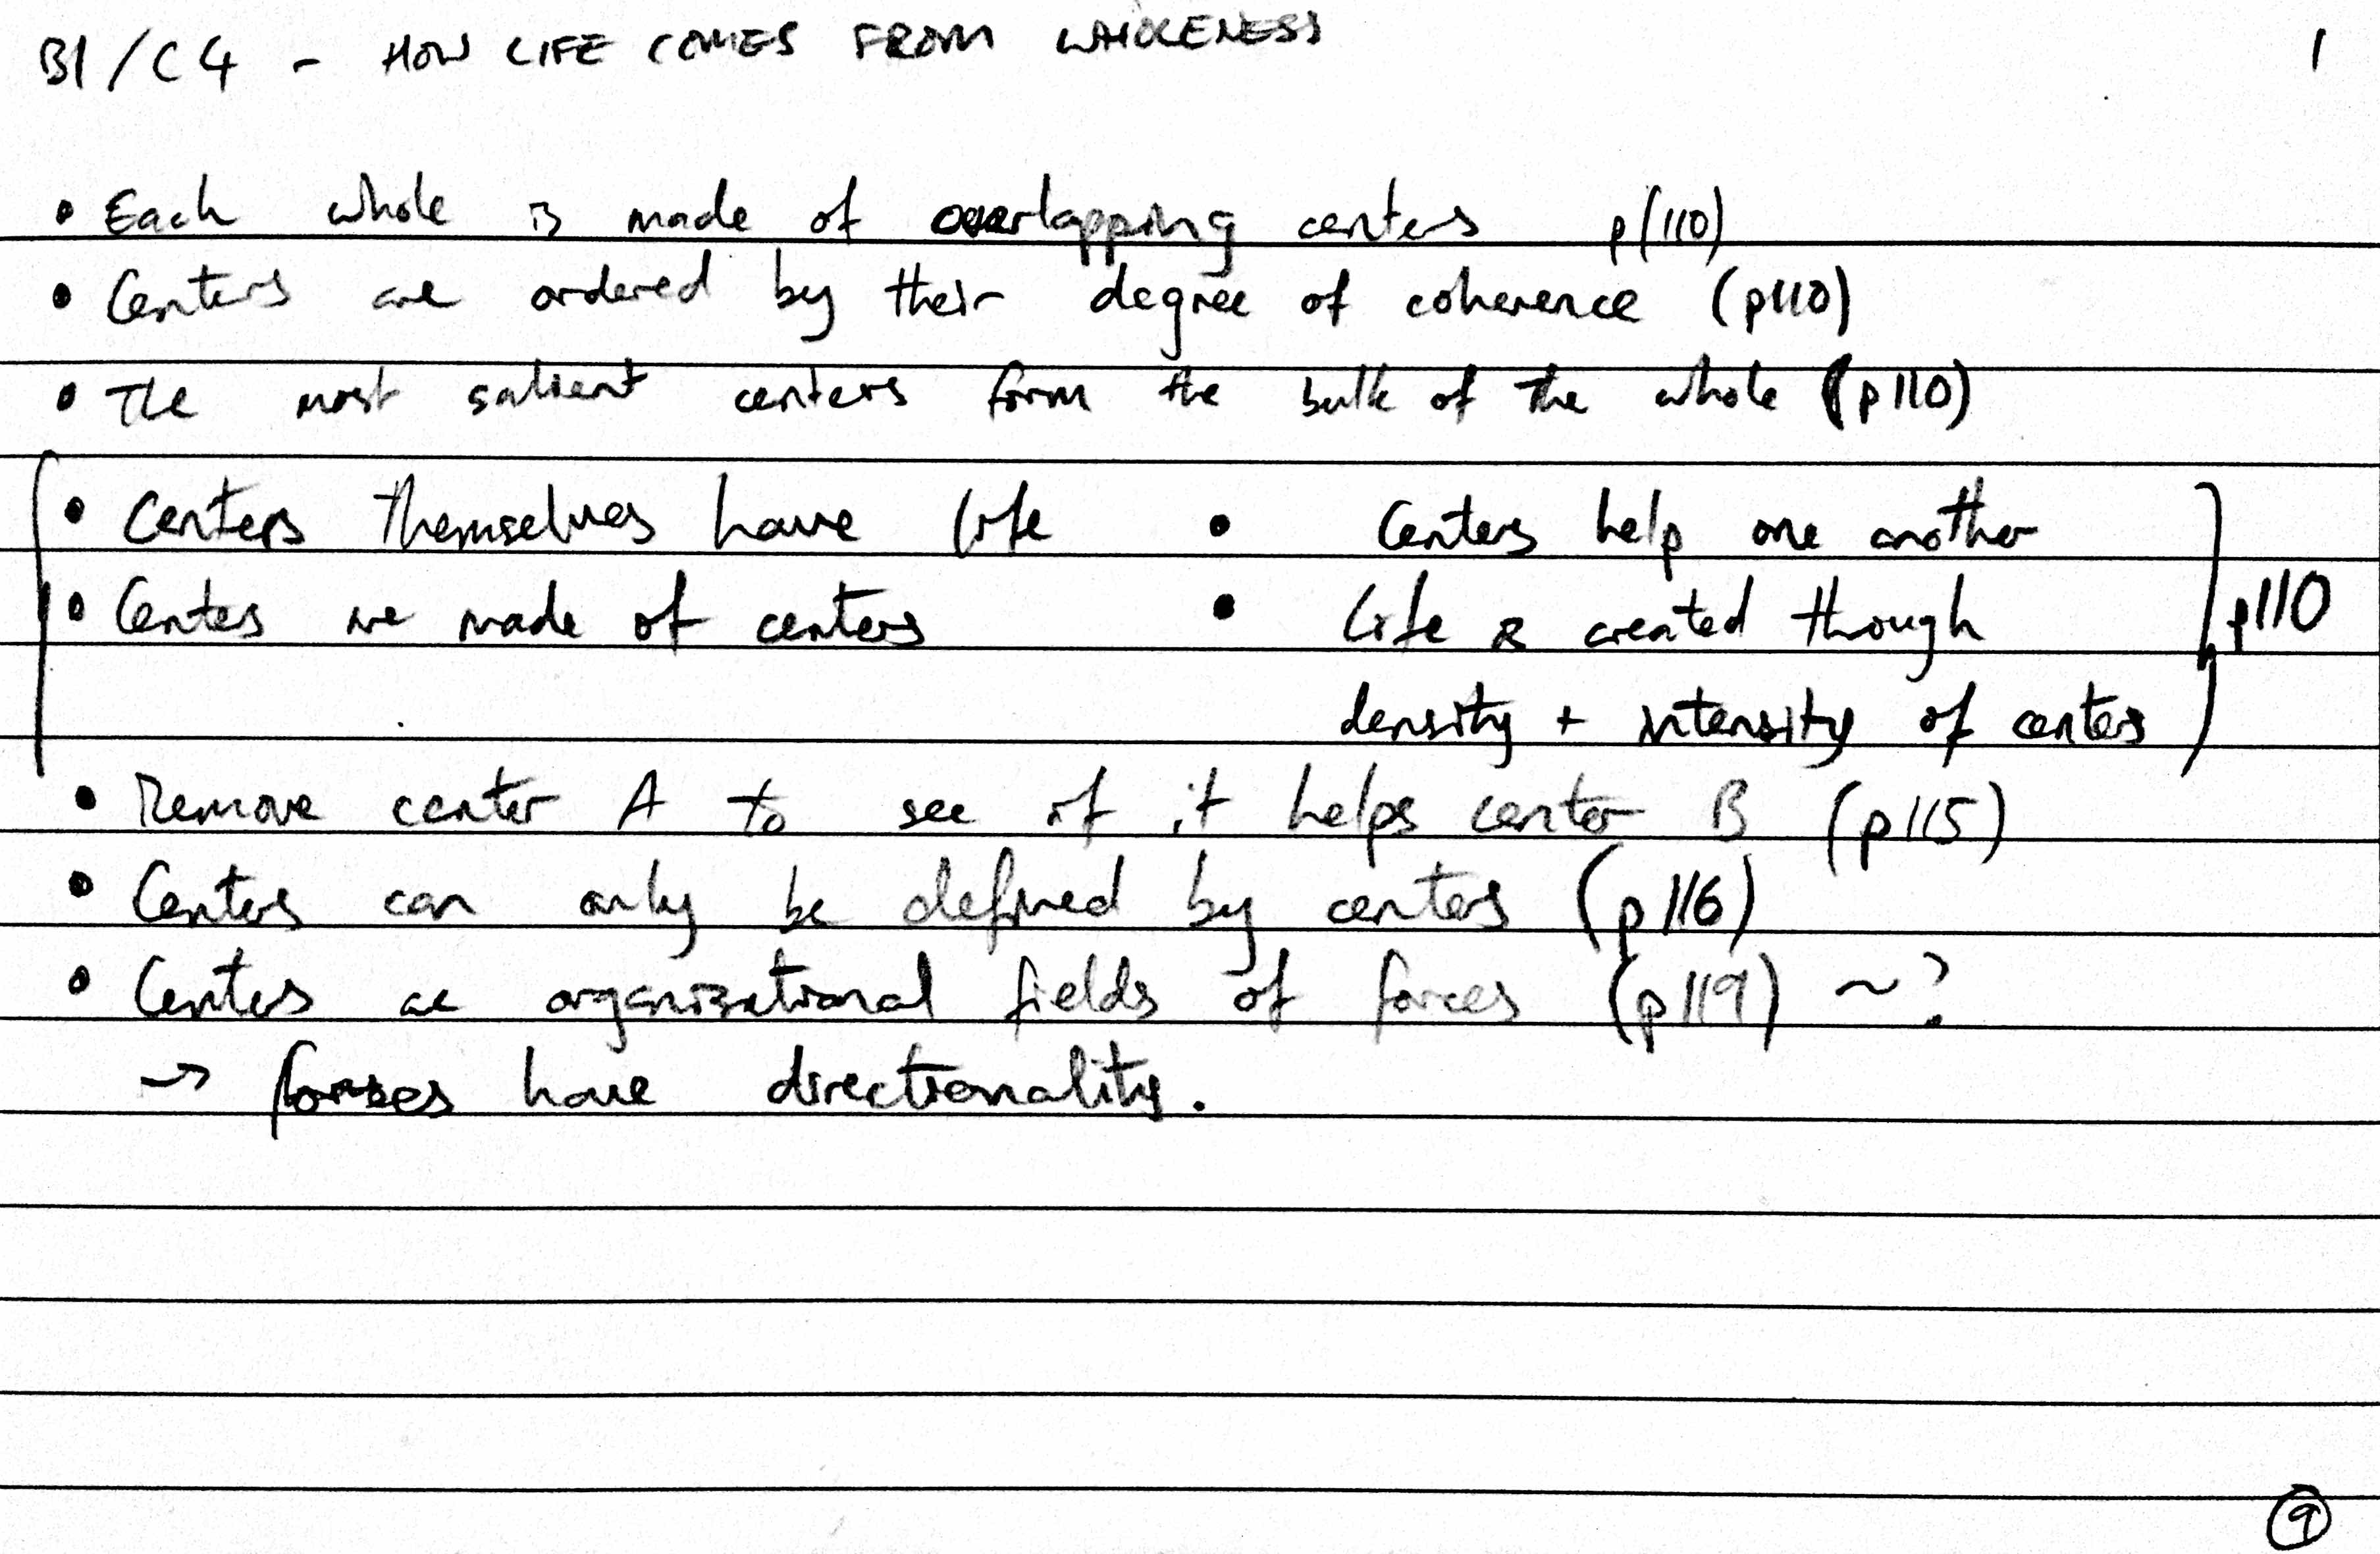 B1/C4 - HOW LIFE COMES FROM WHOLENESS 1
• Each whole is made of overlapping centers p(110)
• Centers are ordered by their degree of coherence (p110)
• The most salient centers form the bulk of the whole (p110)
• Centers themselves have life • Centers help one another
• Centers are made of centers • Life is created though p110
density + intensity of centers
• Remove center A to see if it helps center B (p115)
• Centers can only be defined by centers (p116)
• Centers as organizational fields of forces (p119) ~?
→ forces have directionality.
9